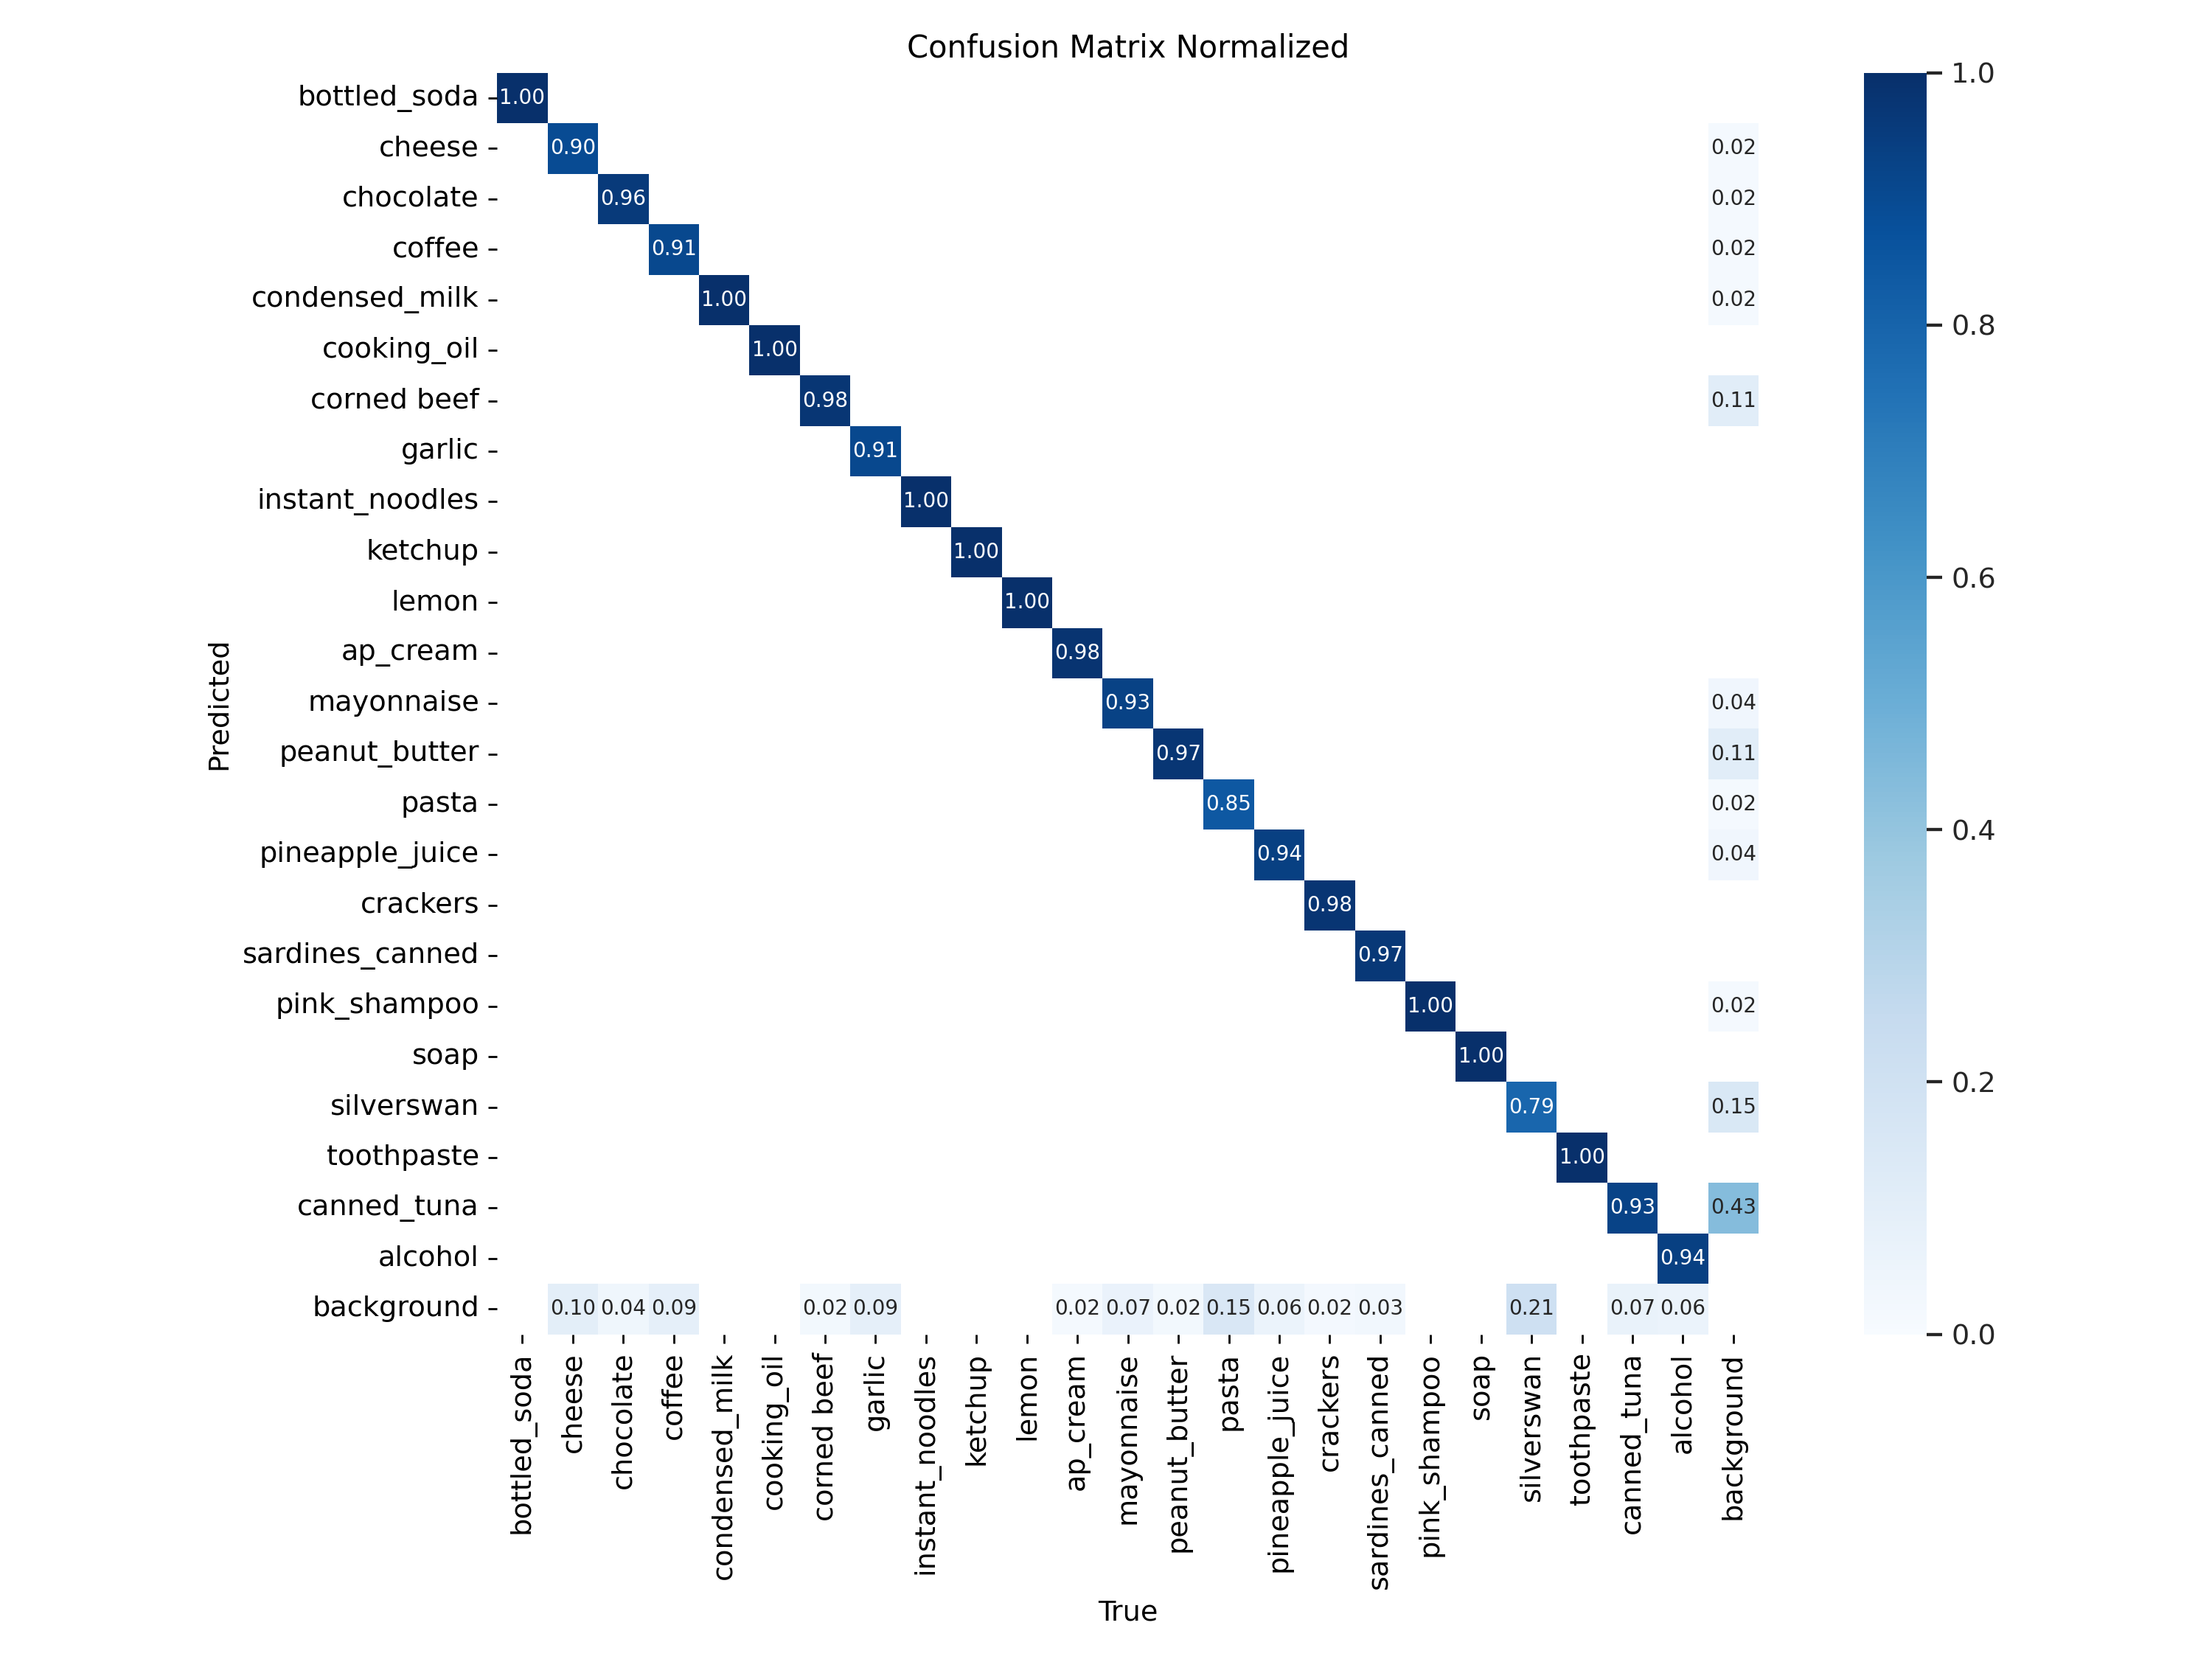 Confusion Matrix Normalized
bottled_soda 1.00
cheese 0.90 0.02
chocolate 0.96 0.02
coffee 0.91 0.02
condensed_milk 1.00 0.02
cooking_oil 1.00
corned beef 0.98 0.11
garlic 0.91
instant_noodles 1.00
ketchup 1.00
lemon 1.00
ap_cream 0.98
mayonnaise 0.93 0.04
peanut_butter 0.97 0.11
pasta 0.85 0.02
pineapple_juice 0.94 0.04
crackers 0.98
sardines_canned 0.97
pink_shampoo 1.00 0.02
soap 1.00
silverswan 0.79 0.15
toothpaste 1.00
canned_tuna 0.93 0.43
alcohol 0.94
background 0.10 0.04 0.09 0.02 0.09 0.02 0.07 0.02 0.15 0.06 0.02 0.03 0.21 0.07 0.06
Predicted
bottled_soda
cheese
chocolate
coffee
condensed_milk
cooking_oil
corned beef
garlic
instant_noodles
ketchup
lemon
ap_cream
mayonnaise
peanut_butter
pasta
pineapple_juice
crackers
sardines_canned
pink_shampoo
soap
silverswan
toothpaste
canned_tuna
alcohol
background
True
1.0
0.8
0.6
0.4
0.2
0.0